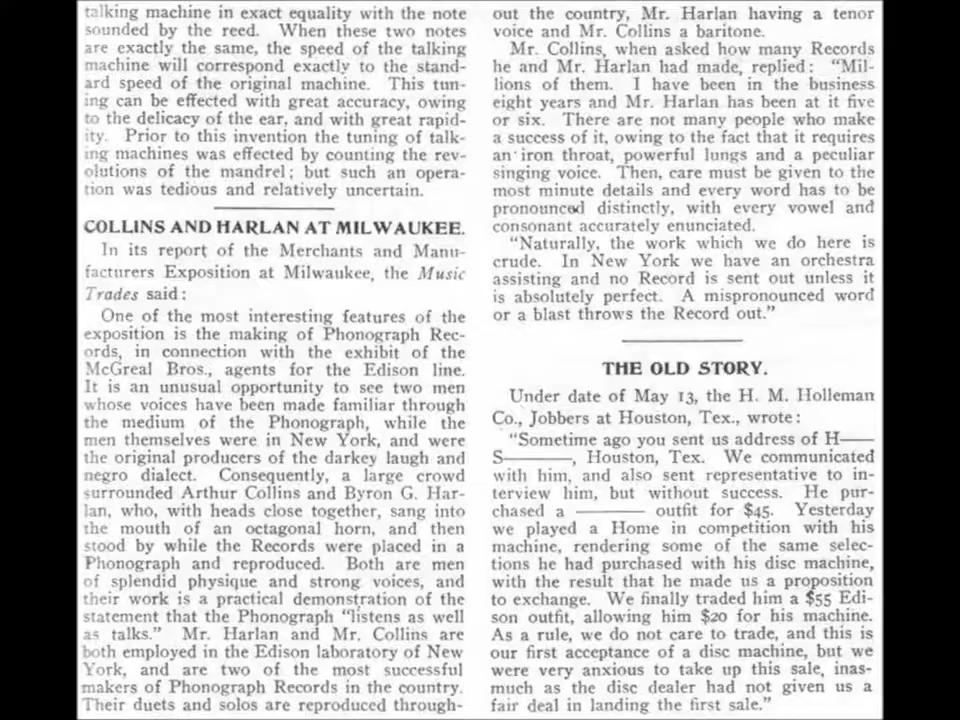 talking machine in exact equality with the note
sounded by the reed. When these two notes
are exactly the same, the speed of the talking
machine will correspond exactly to the stand-
ard speed of the original machine. This tun-
ing can be effected with great accuracy, owing
to the delicacy of the ear, and with great rapid-
ity. Prior to this invention the tuning of talk-
ing machines was effected by counting the rev-
olutions of the mandrel; but such an opera-
tion was tedious and relatively uncertain.
COLLINS AND HARLAN AT MILWAUKEE.
In its report of the Merchants and Manu-
facturers Exposition at Milwaukee, the Music
Trades said:
One of the most interesting features of the
exposition is the making of Phonograph Rec-
ords, in connection with the exhibit of the
McGreal Bros., agents for the Edison line.
It is an unusual opportunity to see two men
whose voices have been made familiar through
the medium of the Phonograph, while the
men themselves were in New York, and were
the original producers of the darkey laugh and
negro dialect. Consequently, a large crowd
surrounded Arthur Collins and Byron G. Har-
lan, who, with heads close together, sang into
the mouth of an octagonal horn, and then
stood by while the Records were placed in a
Phonograph and reproduced. Both are men
of splendid physique and strong voices, and
their work is a practical demonstration of the
statement that the Phonograph "listens as well
as talks." Mr. Harlan and Mr. Collins are
both employed in the Edison laboratory of New
York, and are two of the most successful
makers of Phonograph Records in the country.
Their duets and solos are reproduced through-
out the country, Mr. Harlan having a tenor
voice and Mr. Collins a baritone.
Mr. Collins, when asked how many Records
he and Mr. Harlan had made, replied: "Mil-
lions of them. I have been in the business
eight years and Mr. Harlan has been at it five
or six. There are not many people who make
a success of it, owing to the fact that it requires
an iron throat, powerful lungs and a peculiar
singing voice. Then, care must be given to the
most minute details and every word has to be
pronounced distinctly, with every vowel and
consonant accurately enunciated.
"Naturally, the work which we do here is
crude. In New York we have an orchestra
assisting and no Record is sent out unless it
is absolutely perfect. A mispronounced word
or a blast throws the Record out."
THE OLD STORY.
Under date of May 13, the H. M. Holleman
Co., Jobbers at Houston, Tex., wrote:
"Sometime ago you sent us address of H——
S————, Houston, Tex. We communicated
with him, and also sent representative to in-
terview him, but without success. He pur-
chased a ———— outfit for $45. Yesterday
we played a Home in competition with his
machine, rendering some of the same selec-
tions he had purchased with his disc machine,
with the result that he made us a proposition
to exchange. We finally traded him a $55 Edi-
son outfit, allowing him $20 for his machine.
As a rule, we do not care to trade, and this is
our first acceptance of a disc machine, but we
were very anxious to take up this sale, inas-
much as the disc dealer had not given us a
fair deal in landing the first sale."